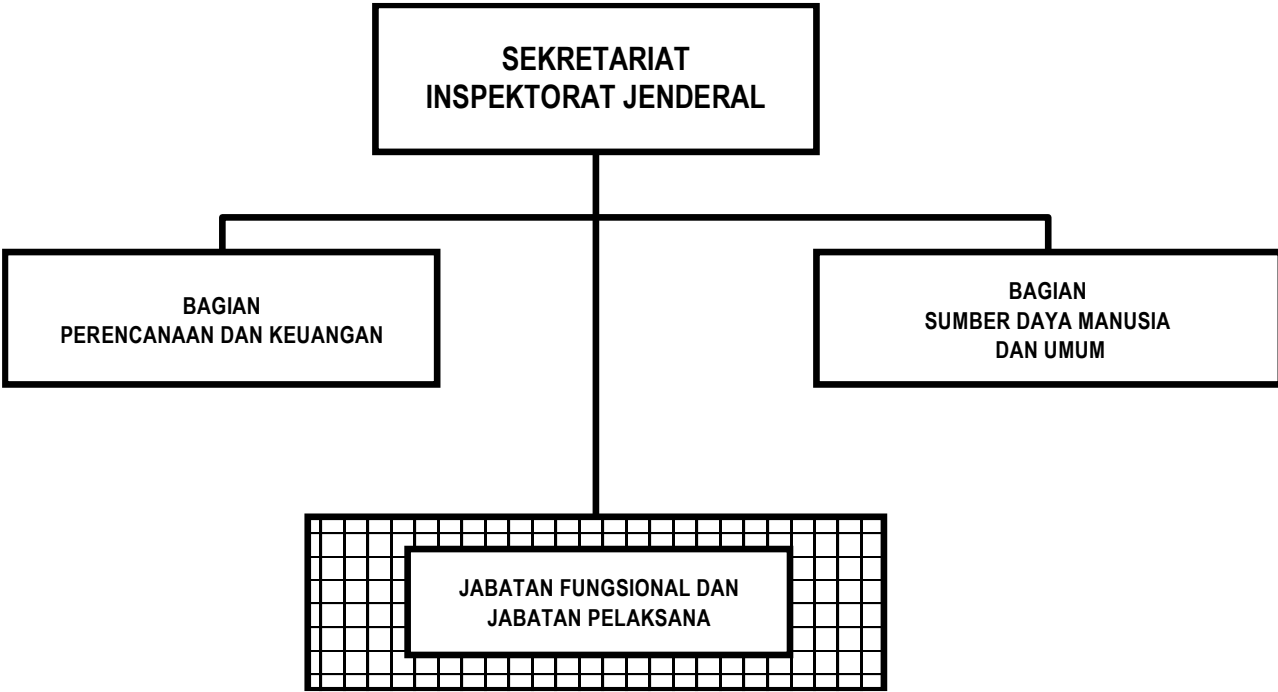 SEKRETARIAT
INSPEKTORAT JENDERAL
BAGIAN
PERENCANAAN DAN KEUANGAN
BAGIAN
SUMBER DAYA MANUSIA
DAN UMUM
JABATAN FUNGSIONAL DAN
JABATAN PELAKSANA